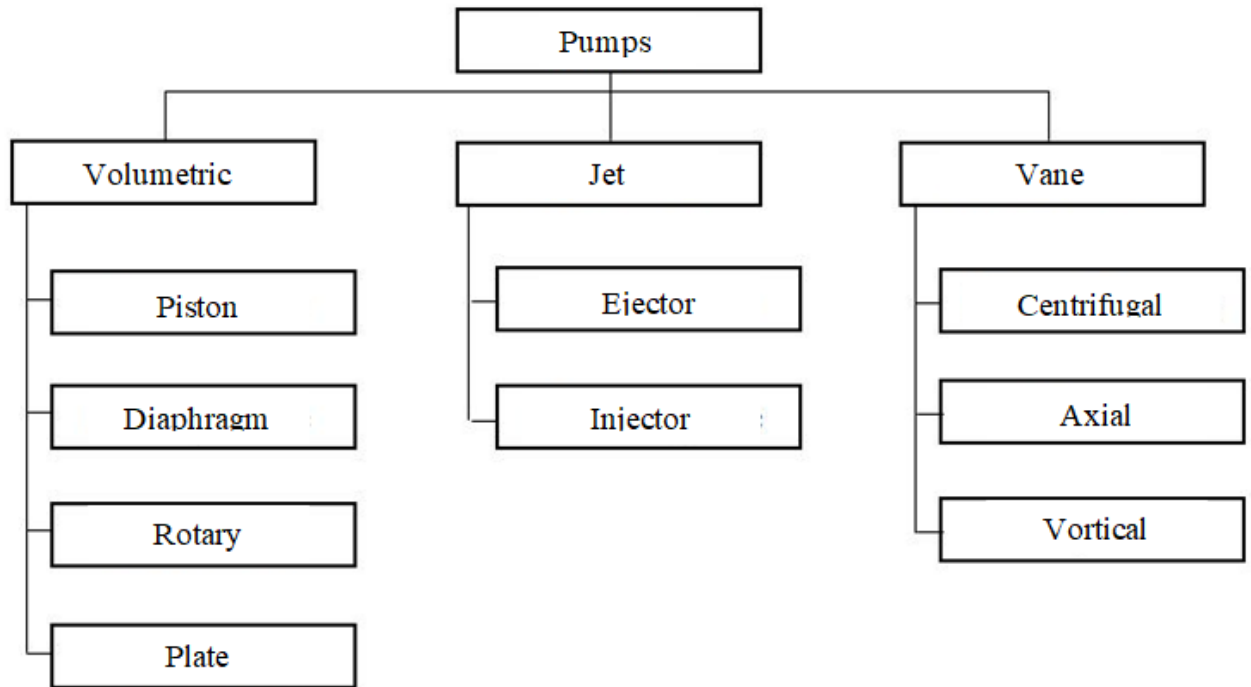 Pumps
Volumetric
Jet
Vane
Piston
Ejector
Centrifugal
Diaphragm
Injector
Axial
Rotary
Vortical
Plate